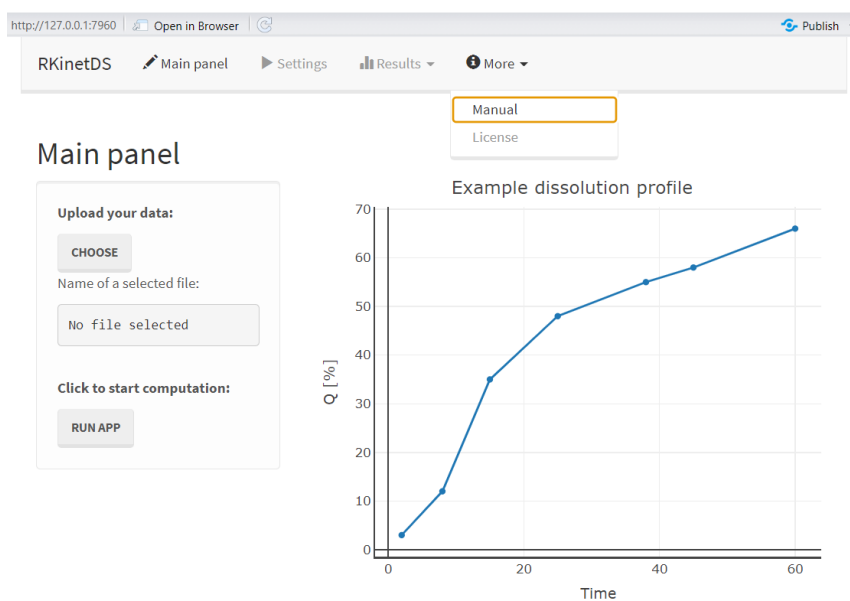 http://127.0.0.1:7960 Open in Browser Publish
RKinetDS Main panel Settings Results More
Manual
License
Main panel
Upload your data:
CHOOSE
Name of a selected file:
No file selected
Click to start computation:
RUN APP
Example dissolution profile
70
60
50
40
30
20
10
0
Q [%]
0 20 40 60
Time